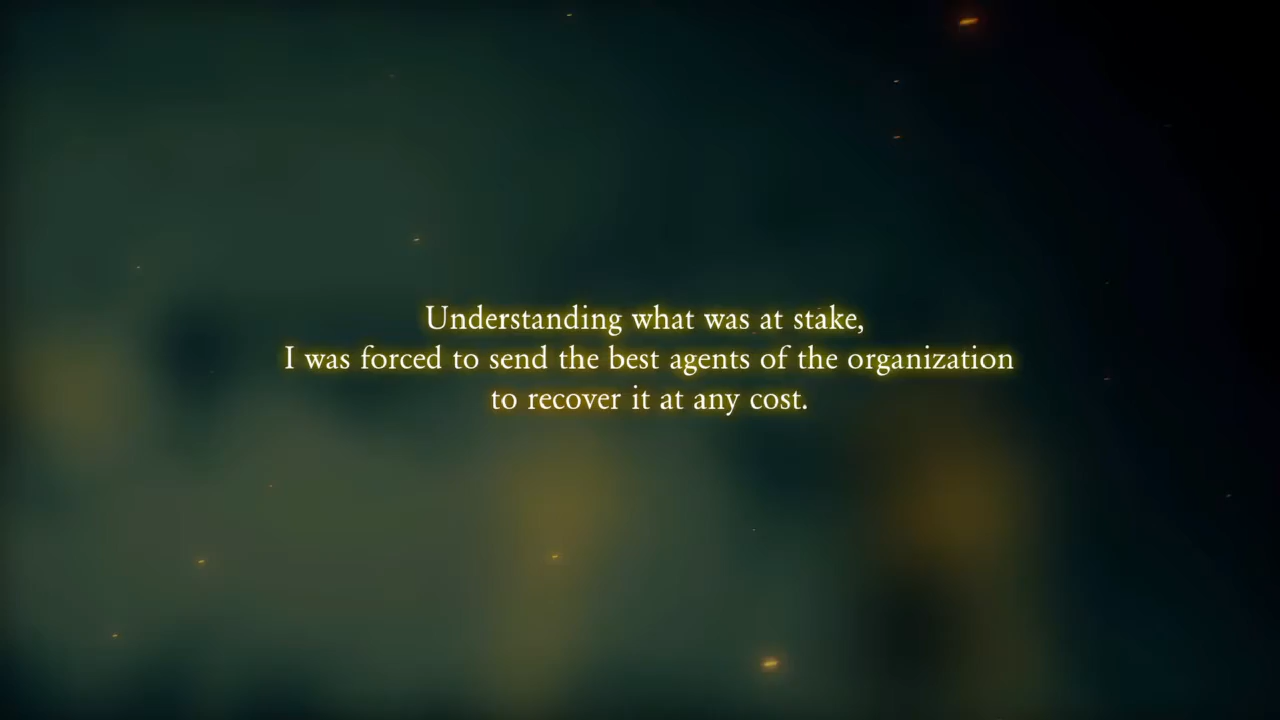 Understanding what was at stake,
I was forced to send the best agents of the organization
to recover it at any cost.